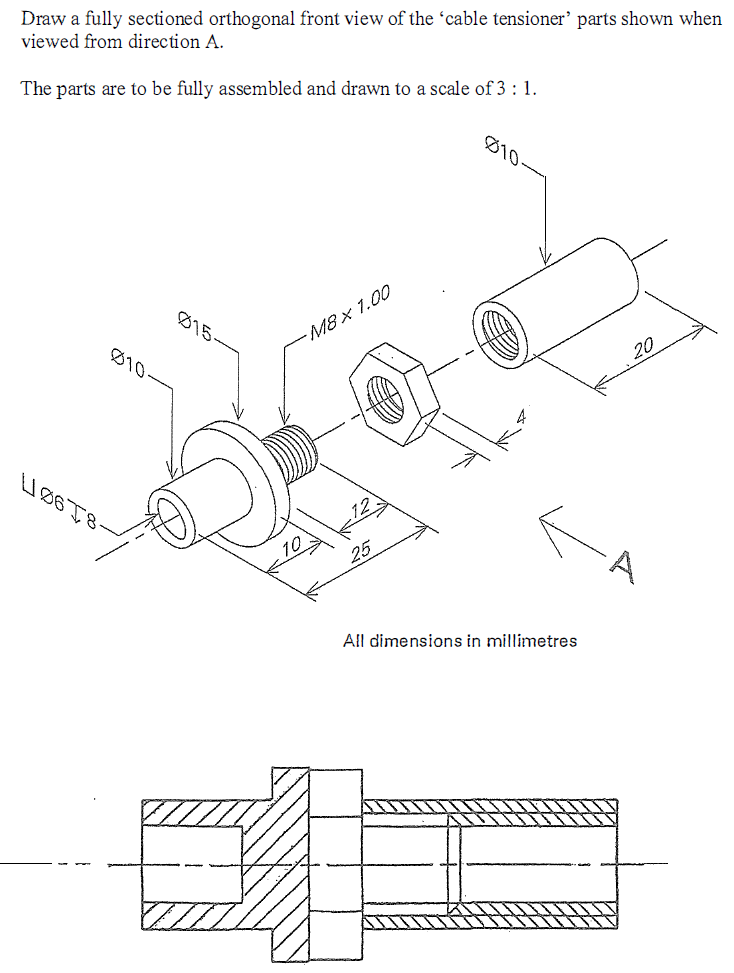 Draw a fully sectioned orthogonal front view of the ‘cable tensioner’ parts shown when
viewed from direction A.
The parts are to be fully assembled and drawn to a scale of 3 : 1.
Ø10
M8 × 1.00
Ø15
Ø10
20
4
⌴Ø6↧8
12
10
25
A
All dimensions in millimetres